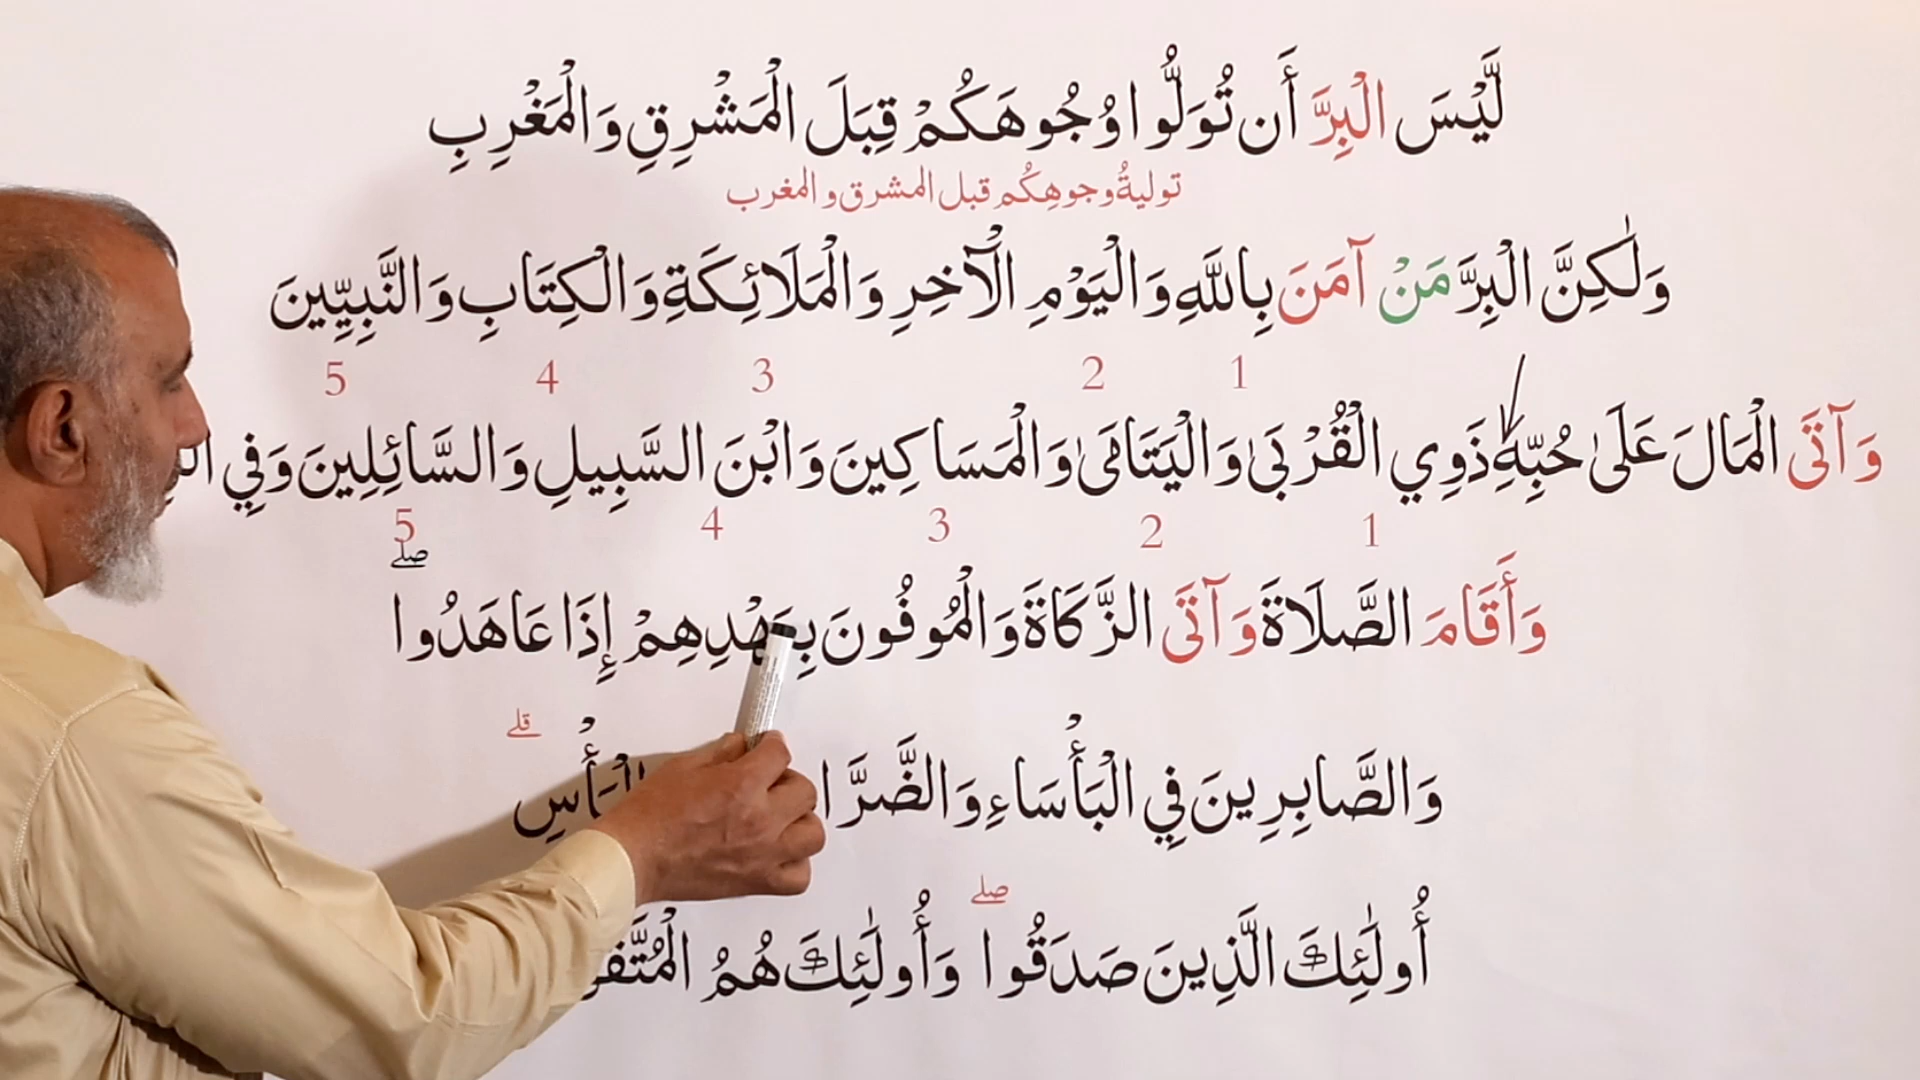 لَّيْسَ الْبِرَّ أَن تُوَلُّوا وُجُوهَكُمْ قِبَلَ الْمَشْرِقِ وَالْمَغْرِبِ
توليةُ وجوهِكُم قبل المشرق و المغرب
وَلَٰكِنَّ الْبِرَّ مَنْ آمَنَ بِاللَّهِ وَالْيَوْمِ الْآخِرِ وَالْمَلَائِكَةِ وَالْكِتَابِ وَالنَّبِيِّينَ
1 2 3 4 5
وَآتَى الْمَالَ عَلَىٰ حُبِّهِ ذَوِي الْقُرْبَىٰ وَالْيَتَامَىٰ وَالْمَسَاكِينَ وَابْنَ السَّبِيلِ وَالسَّائِلِينَ وَفِي
1 2 3 4 5
صلے
وَأَقَامَ الصَّلَاةَ وَآتَى الزَّكَاةَ وَالْمُوفُونَ بِعَهْدِهِمْ إِذَا عَاهَدُوا
قلے
وَالصَّابِرِينَ فِي الْبَأْسَاءِ وَالضَّرَّا الْبَأْسِ
صلے
أُولَٰئِكَ الَّذِينَ صَدَقُوا وَأُولَٰئِكَ هُمُ